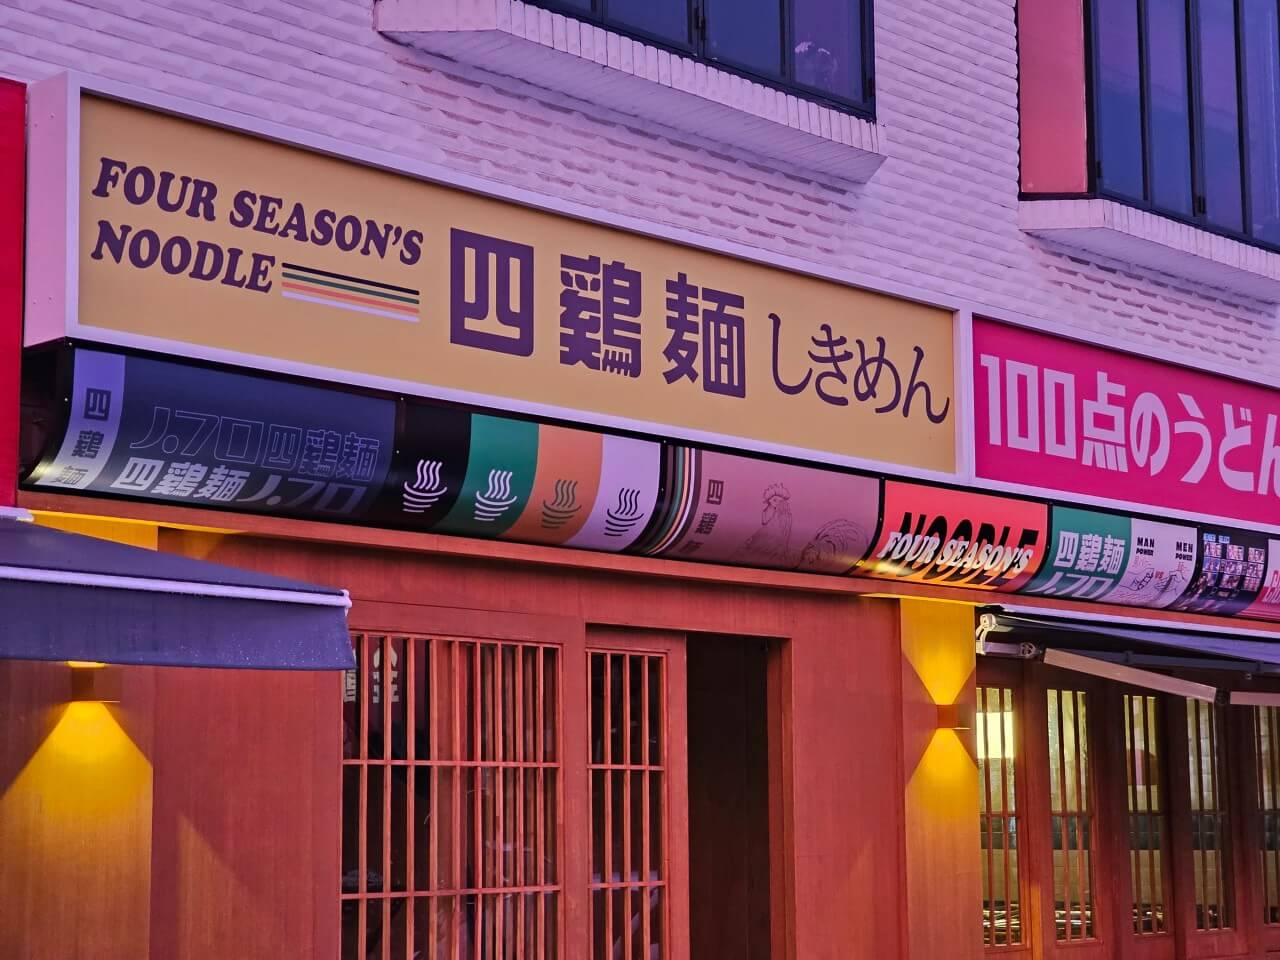 FOUR SEASON'S
NOODLE
四鶏麺 しきめん
100点のうどん
四鶏麺
ノ.フロ四鶏麺
四鶏麺ノ.フロ
四鶏麺
NOODLE
FOUR SEASON'S
四鶏麺
ノ.フロ
MAN
POWER
MEN
POWER